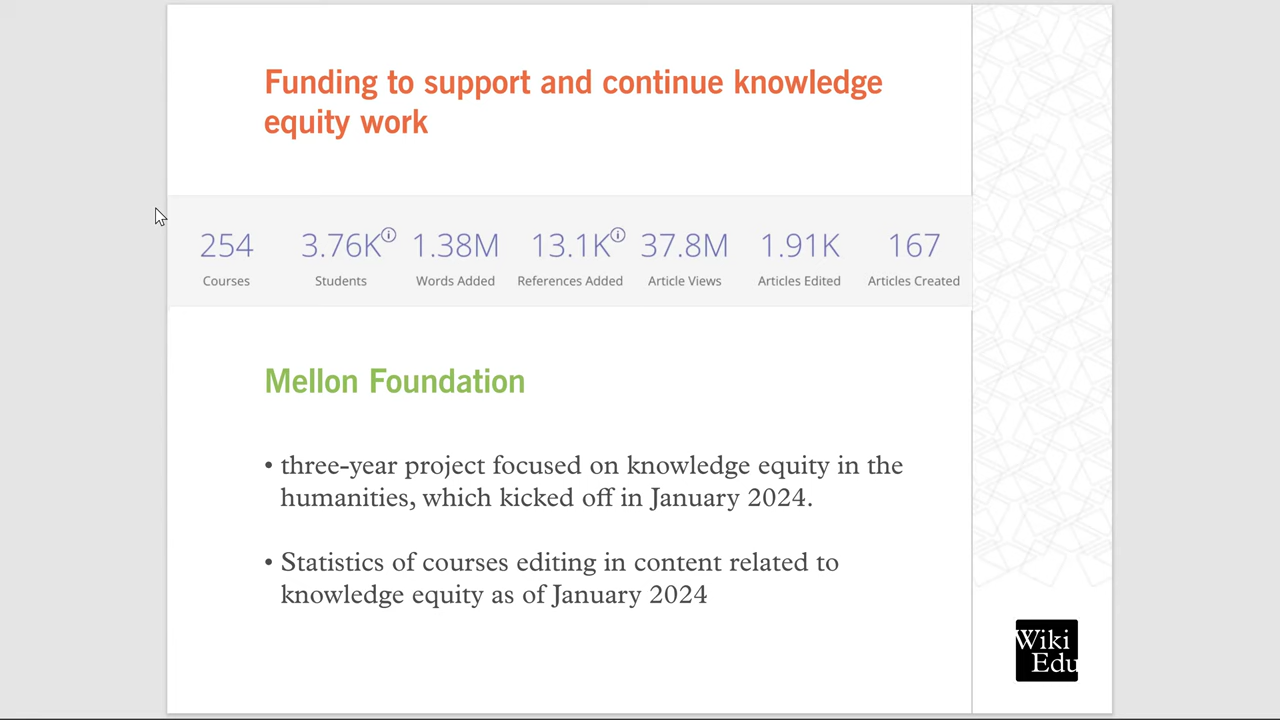 Funding to support and continue knowledge
equity work
254 3.76K 1.38M 13.1K 37.8M 1.91K 167
Courses Students Words Added References Added Article Views Articles Edited Articles Created
Mellon Foundation
• three-year project focused on knowledge equity in the
humanities, which kicked off in January 2024.
• Statistics of courses editing in content related to
knowledge equity as of January 2024
Wiki
Edu